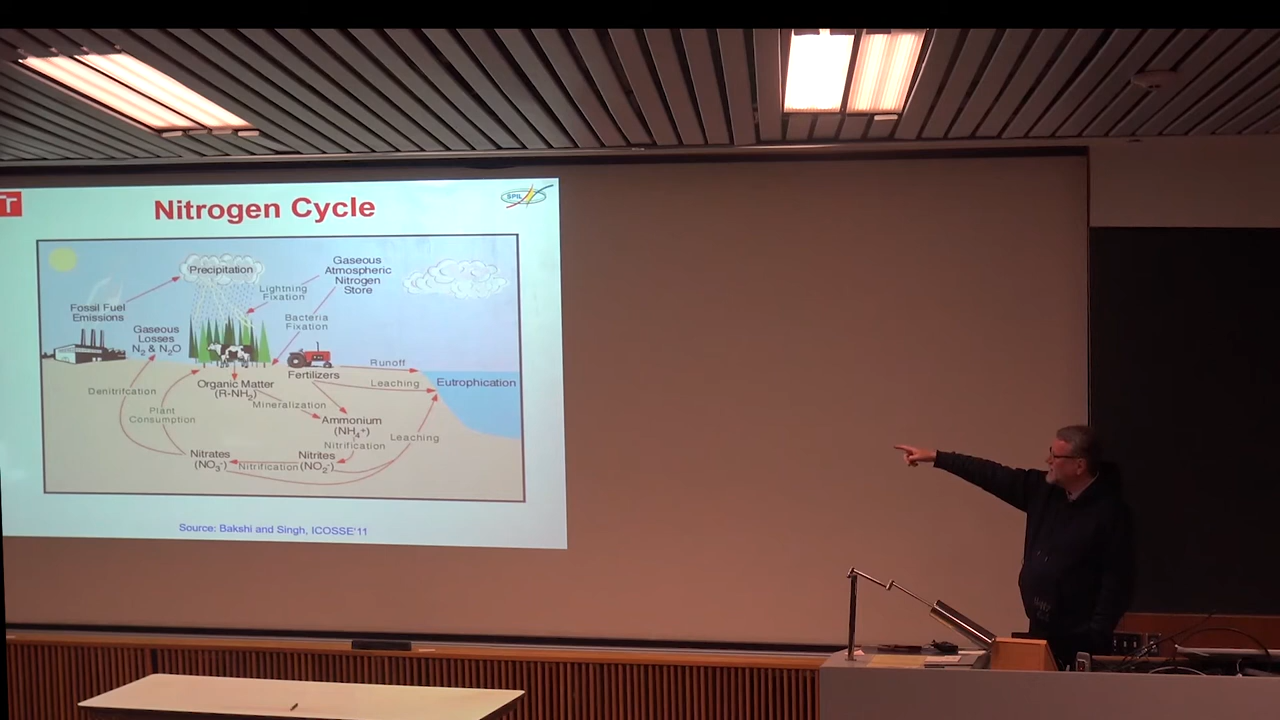 Nitrogen Cycle
SPIL
Precipitation
Gaseous
Atmospheric
Nitrogen
Store
Lightning
Fixation
Fossil Fuel
Emissions
Bacteria
Fixation
Gaseous
Losses
N2 & N2O
Runoff
Fertilizers
Organic Matter
(R-NH2)
Leaching
Eutrophication
Denitrifcation
Plant
Consumption
Mineralization
Ammonium
(NH4+)
Nitrification
Leaching
Nitrates
(NO3-)
Nitrification
Nitrites
(NO2-)
Source: Bakshi and Singh, ICOSSE'11